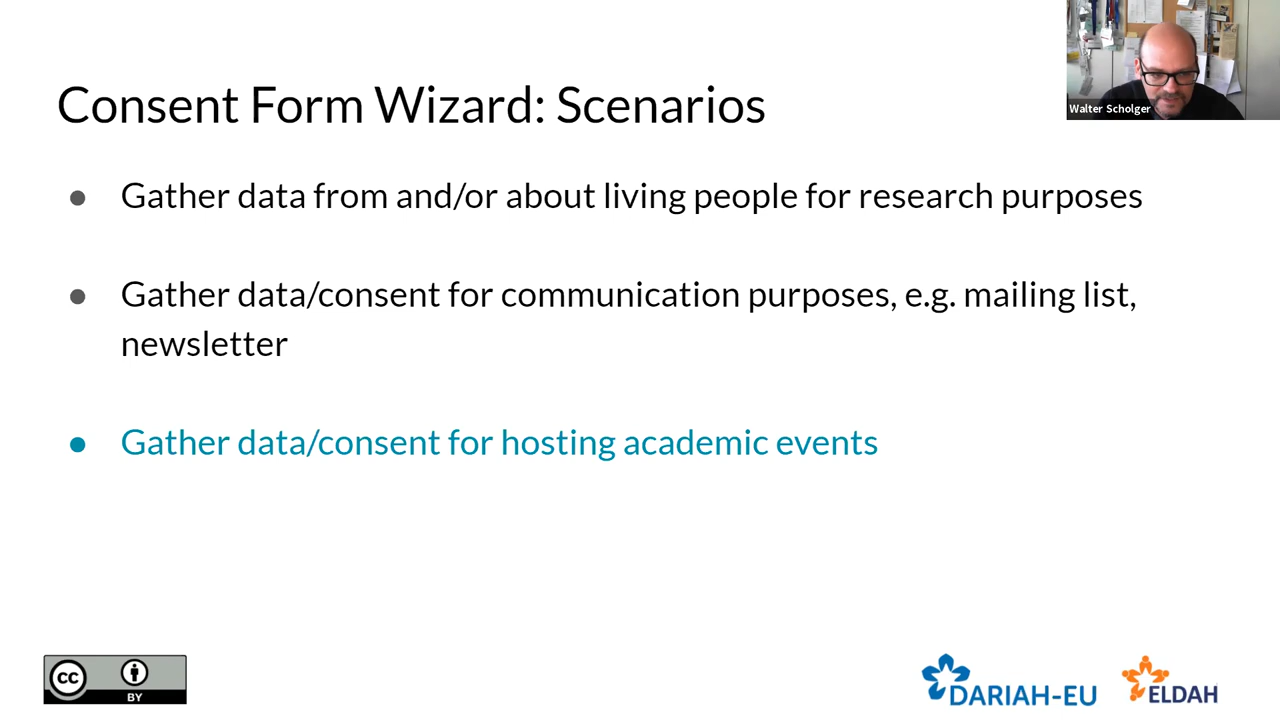 Walter Scholger
Consent Form Wizard: Scenarios
● Gather data from and/or about living people for research purposes
● Gather data/consent for communication purposes, e.g. mailing list,
newsletter
● Gather data/consent for hosting academic events
cc
BY
DARIAH-EU
ELDAH